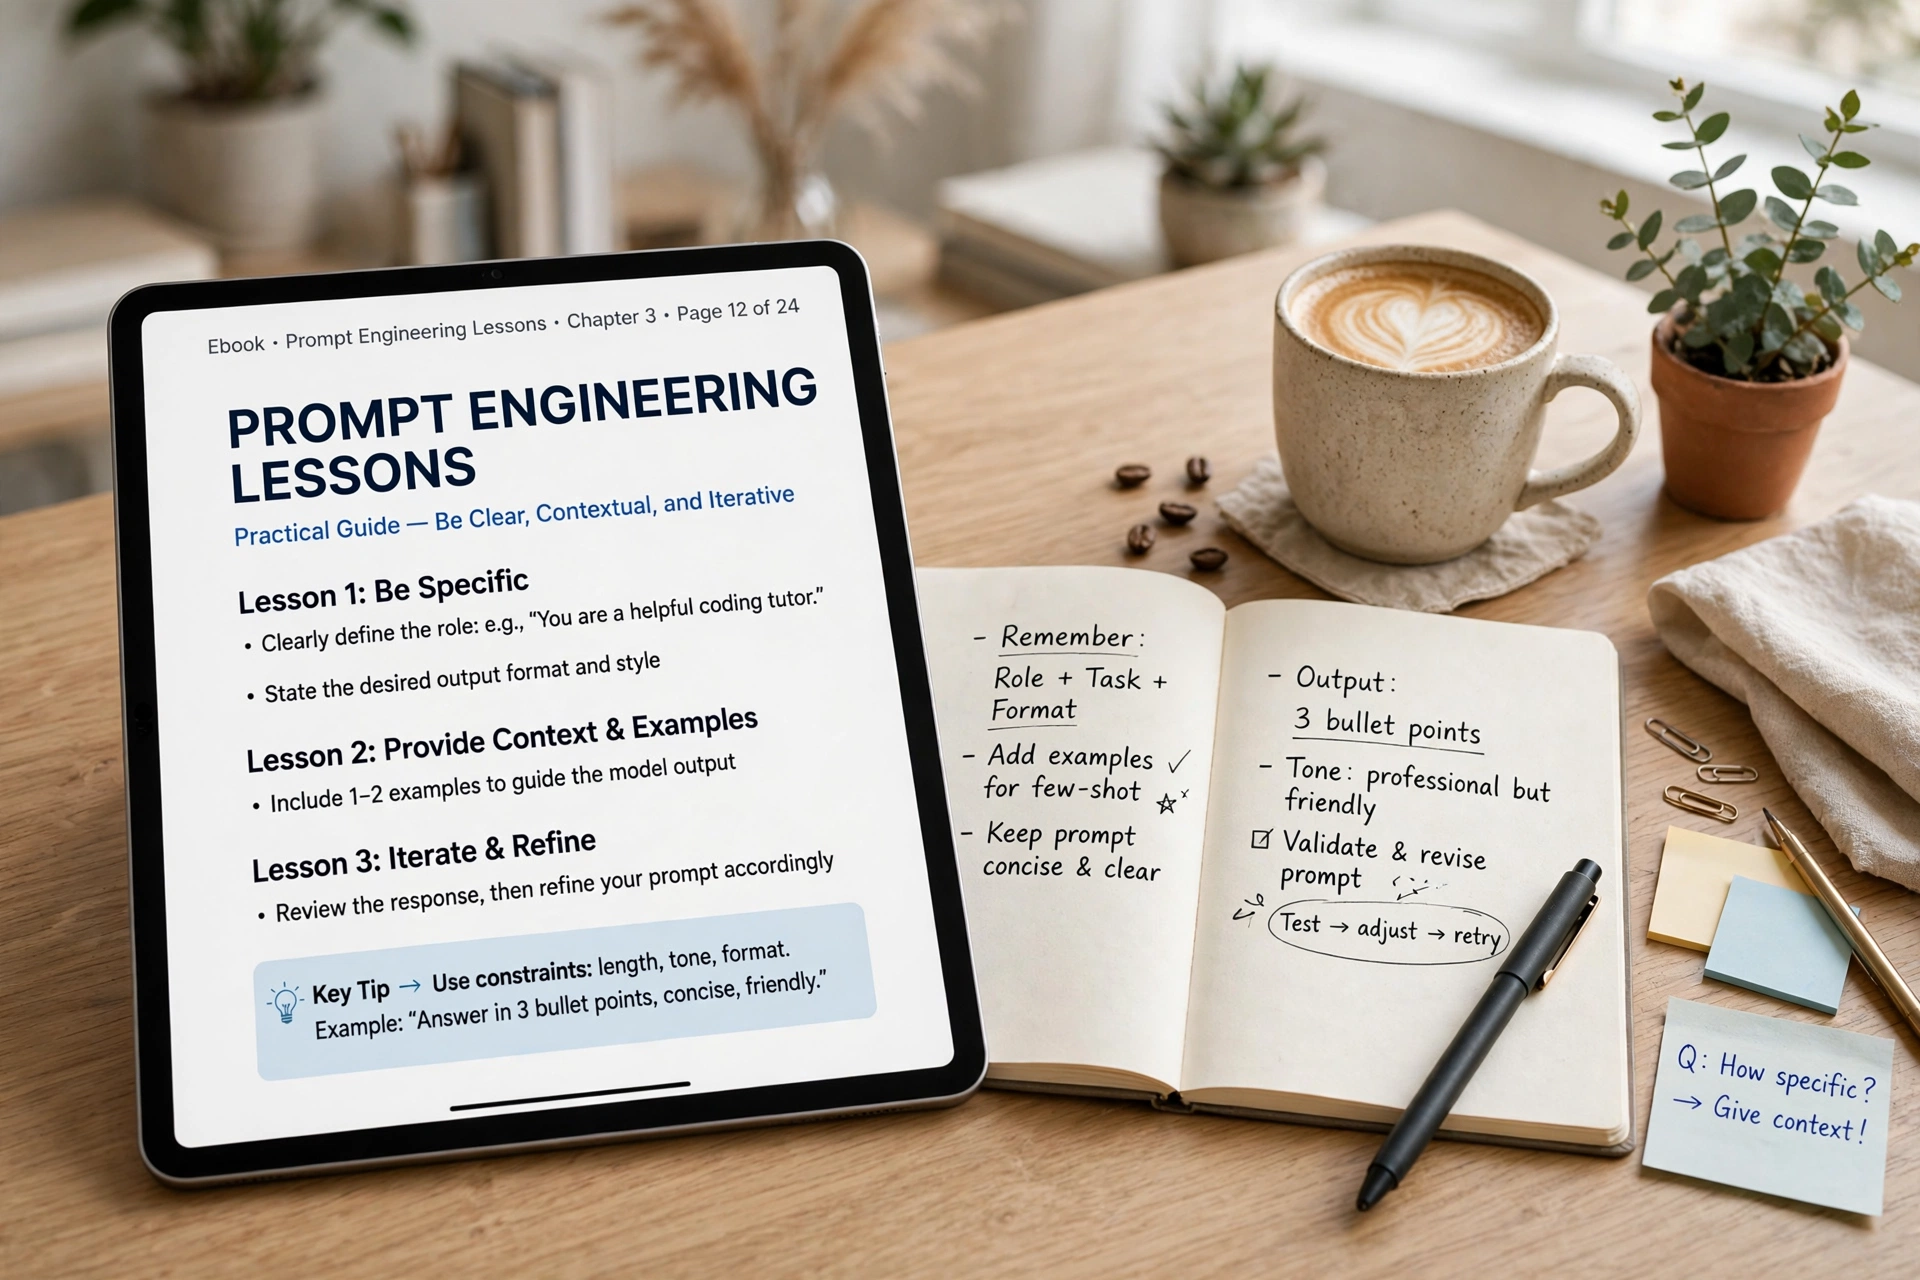 Ebook • Prompt Engineering Lessons • Chapter 3 • Page 12 of 24
PROMPT ENGINEERING
LESSONS
Practical Guide — Be Clear, Contextual, and Iterative
Lesson 1: Be Specific
• Clearly define the role: e.g., “You are a helpful coding tutor.”
• State the desired output format and style
Lesson 2: Provide Context & Examples
• Include 1–2 examples to guide the model output
Lesson 3: Iterate & Refine
• Review the response, then refine your prompt accordingly
Key Tip → Use constraints: length, tone, format.
Example: “Answer in 3 bullet points, concise, friendly.”
- Remember:
Role + Task +
Format
- Add examples ✓
for few-shot ☆
- Keep prompt
concise & clear
- Output:
3 bullet points
- Tone: professional but
friendly
☑ Validate & revise
prompt
Test → adjust → retry
Q: How specific?
→ Give context!